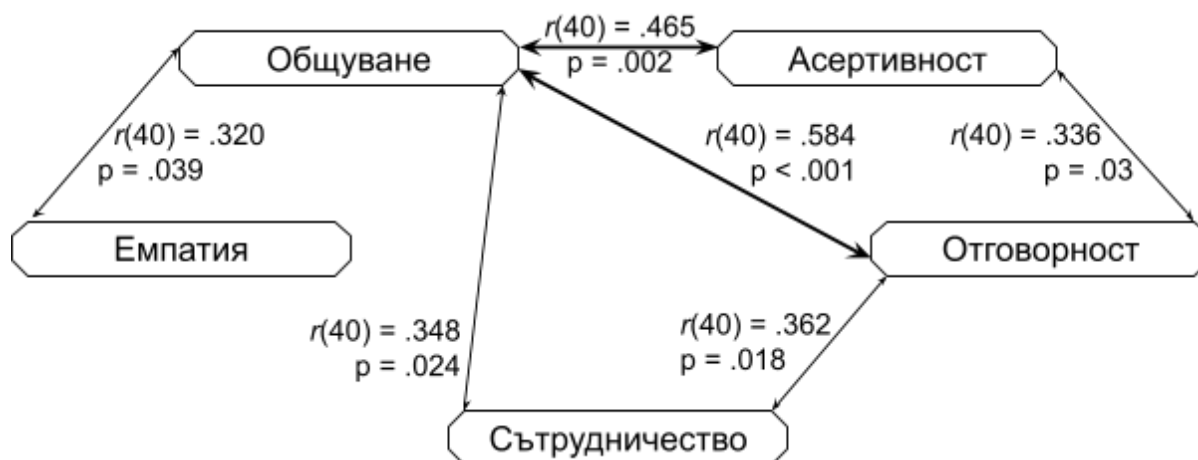 r(40) = .465
Общуване
p = .002
Асертивност
r(40) = .320
p = .039
r(40) = .584
p < .001
r(40) = .336
p = .03
Емпатия
Отговорност
r(40) = .348
p = .024
r(40) = .362
p = .018
Сътрудничество